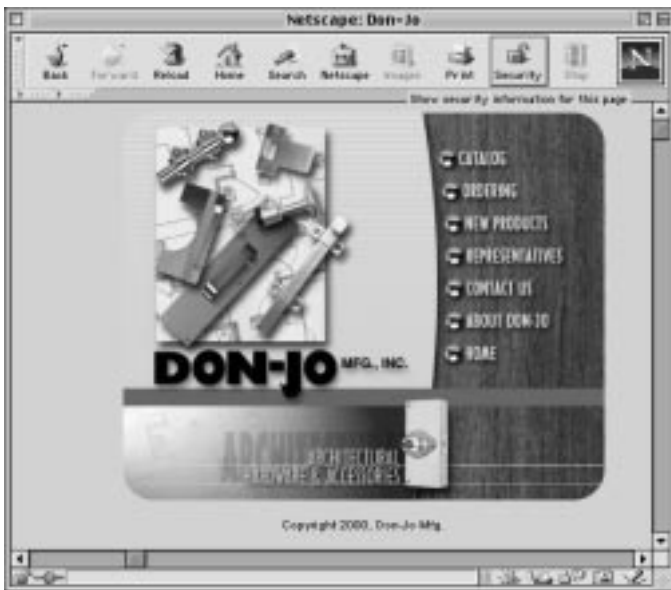 Netscape: Don-Jo
Back Forward Reload Home Search Netscape Images Print Security Stop
N
Show security information for this page
CATALOG
ORDERING
NEW PRODUCTS
REPRESENTATIVES
CONTACT US
ABOUT DON-JO
HOME
DON-JO MFG., INC.
ARCHITECTURAL
HARDWARE & ACCESSORIES
Copyright 2000, Don-Jo Mfg.